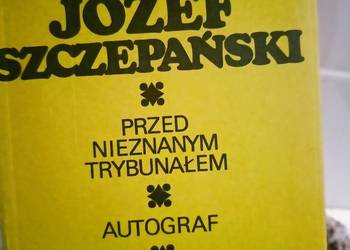 JÓZEF
SZCZEPAŃSKI
PRZED
NIEZNANYM
TRYBUNAŁEM
AUTOGRAF